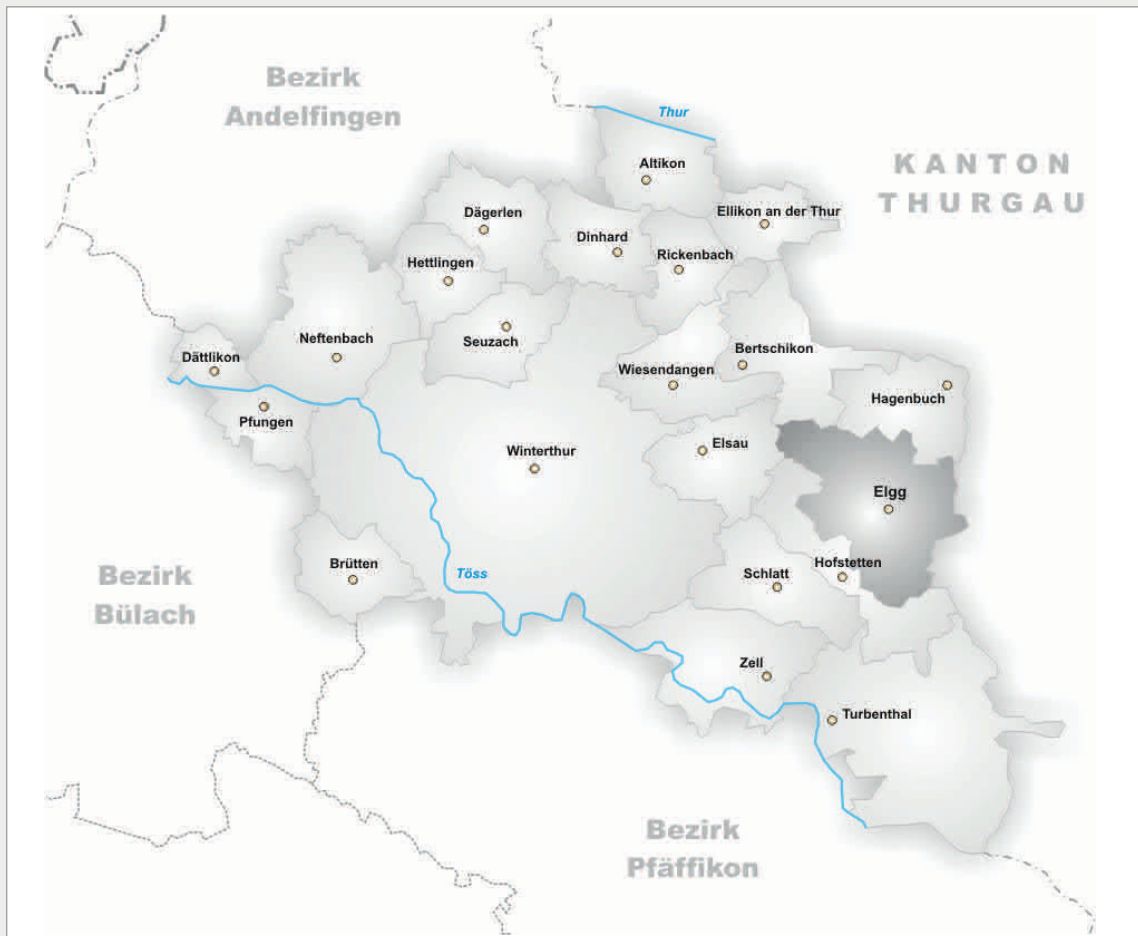 Bezirk
Andelfingen
Thur
KANTON
THURGAU
Altikon
Dägerlen
Ellikon an der Thur
Dinhard
Rickenbach
Hettlingen
Neftenbach
Seuzach
Dättlikon
Bertschikon
Wiesendangen
Hagenbuch
Pfungen
Elsau
Winterthur
Elgg
Brütten
Bezirk
Bülach
Töss
Schlatt
Hofstetten
Zell
Turbenthal
Bezirk
Pfäffikon